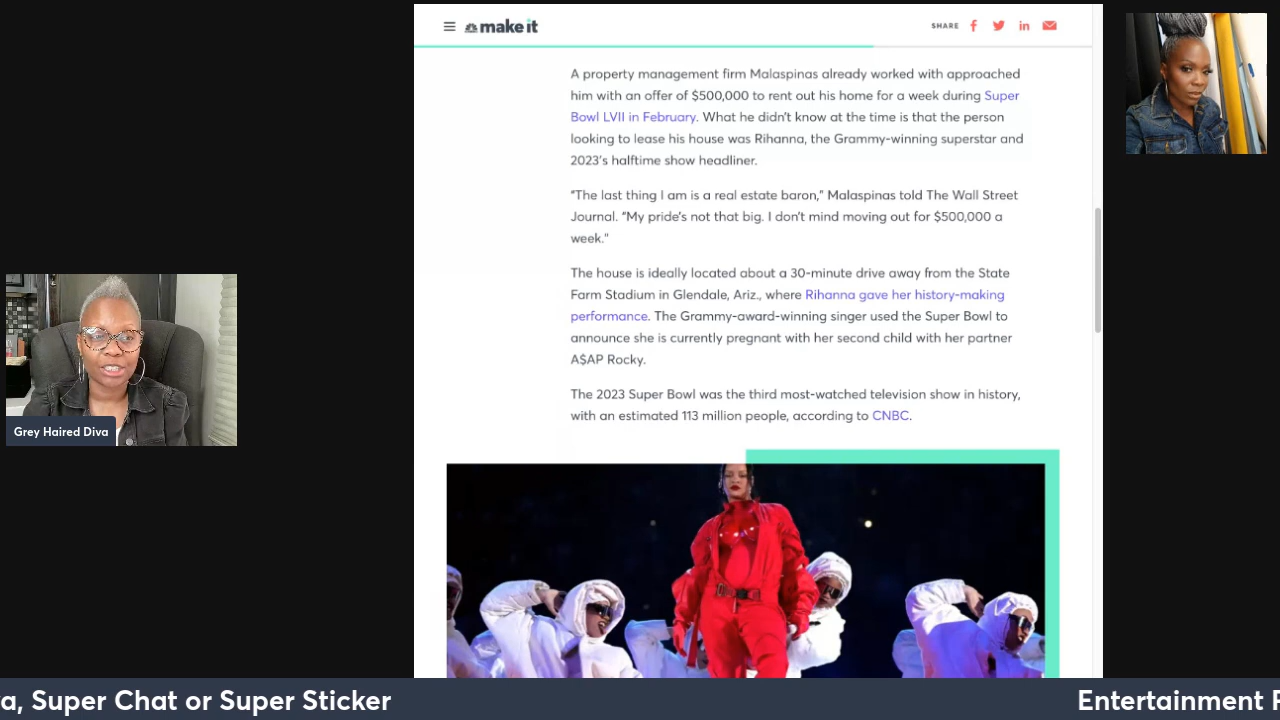 make it
SHARE
A property management firm Malaspinas already worked with approached
him with an offer of $500,000 to rent out his home for a week during Super
Bowl LVII in February. What he didn't know at the time is that the person
looking to lease his house was Rihanna, the Grammy-winning superstar and
2023's halftime show headliner.
"The last thing I am is a real estate baron," Malaspinas told The Wall Street
Journal. "My pride's not that big. I don't mind moving out for $500,000 a
week."
The house is ideally located about a 30-minute drive away from the State
Farm Stadium in Glendale, Ariz., where Rihanna gave her history-making
performance. The Grammy-award-winning singer used the Super Bowl to
announce she is currently pregnant with her second child with her partner
A$AP Rocky.
The 2023 Super Bowl was the third most-watched television show in history,
with an estimated 113 million people, according to CNBC.
Grey Haired Diva
a, Super Chat or Super Sticker
Entertainment